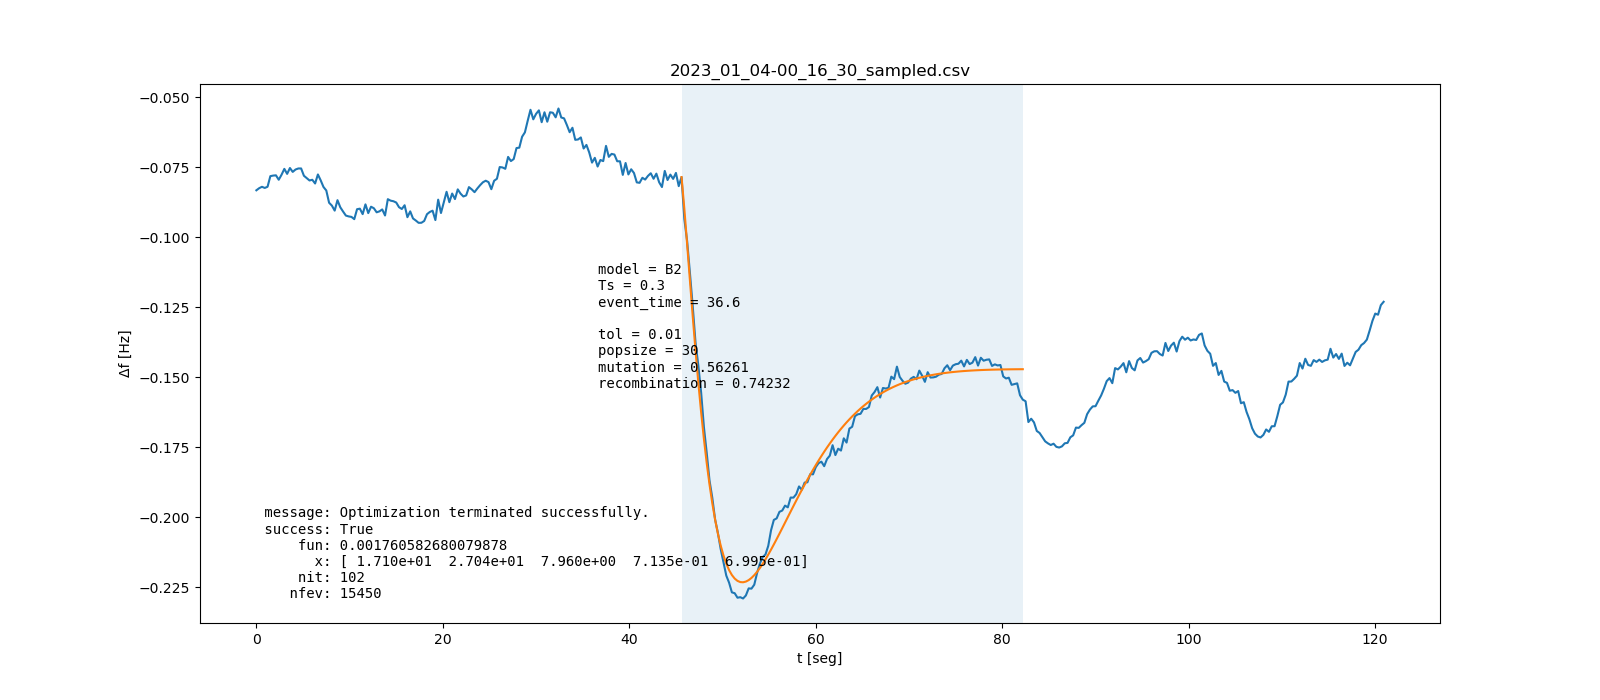 2023_01_04-00_16_30_sampled.csv
−0.050
−0.075
−0.100
−0.125
−0.150
−0.175
−0.200
−0.225
Δf [Hz]
model = B2
Ts = 0.3
event_time = 36.6
tol = 0.01
popsize = 30
mutation = 0.56261
recombination = 0.74232
message: Optimization terminated successfully.
success: True
fun: 0.001760582680079878
x: [ 1.710e+01  2.704e+01  7.960e+00  7.135e-01  6.995e-01]
nit: 102
nfev: 15450
0 20 40 60 80 100 120
t [seg]